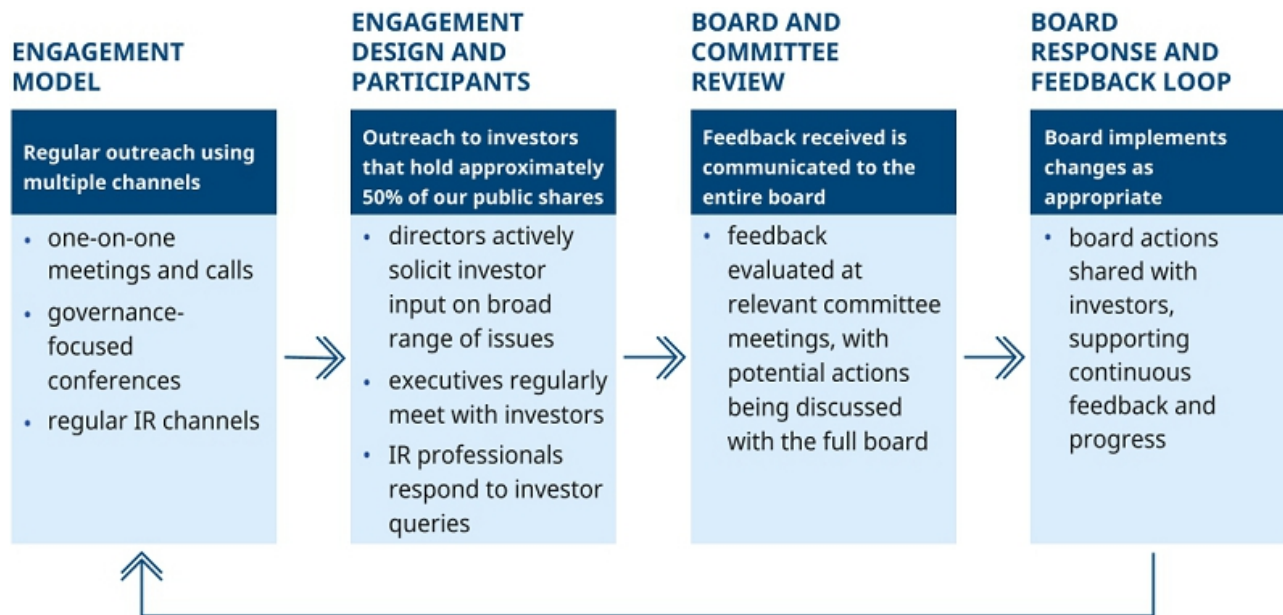 ENGAGEMENT
MODEL
Regular outreach using
multiple channels
• one-on-one
meetings and calls
• governance-
focused
conferences
• regular IR channels
ENGAGEMENT
DESIGN AND
PARTICIPANTS
Outreach to investors
that hold approximately
50% of our public shares
• directors actively
solicit investor
input on broad
range of issues
• executives regularly
meet with investors
• IR professionals
respond to investor
queries
BOARD AND
COMMITTEE
REVIEW
Feedback received is
communicated to the
entire board
• feedback
evaluated at
relevant committee
meetings, with
potential actions
being discussed
with the full board
BOARD
RESPONSE AND
FEEDBACK LOOP
Board implements
changes as
appropriate
• board actions
shared with
investors,
supporting
continuous
feedback and
progress